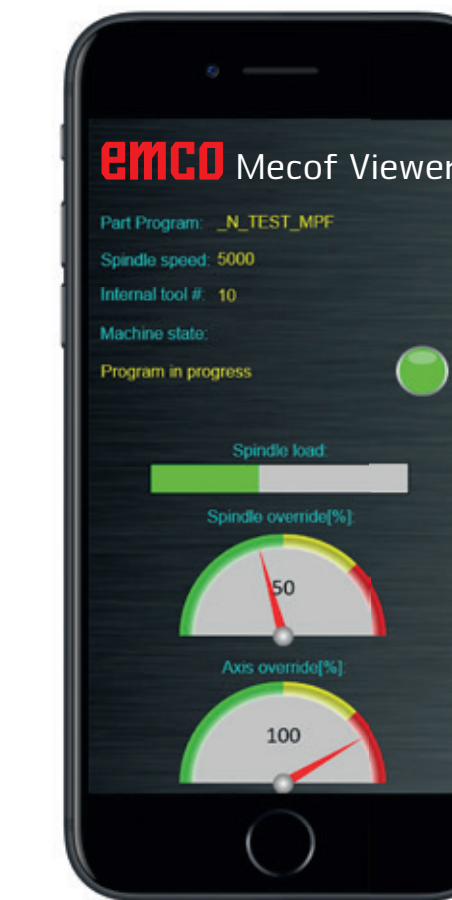 emco Mecof Viewer
Part Program: _N_TEST_MPF
Spindle speed: 5000
Internal tool #: 10
Machine state:
Program in progress
Spindle load:
Spindle override[%]:
50
Axis override[%]:
100